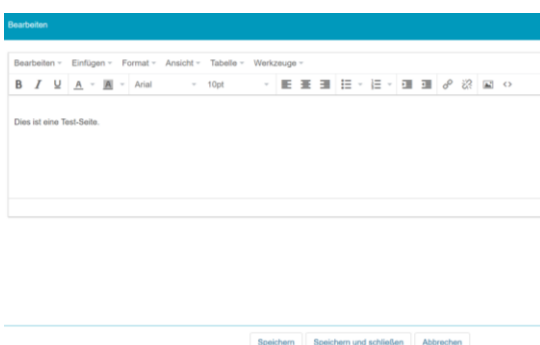 Bearbeiten
Bearbeiten Einfügen Format Ansicht Tabelle Werkzeuge
B I U A A Arial 10pt
Dies ist eine Test-Seite.
Speichern Speichern und schließen Abbrechen